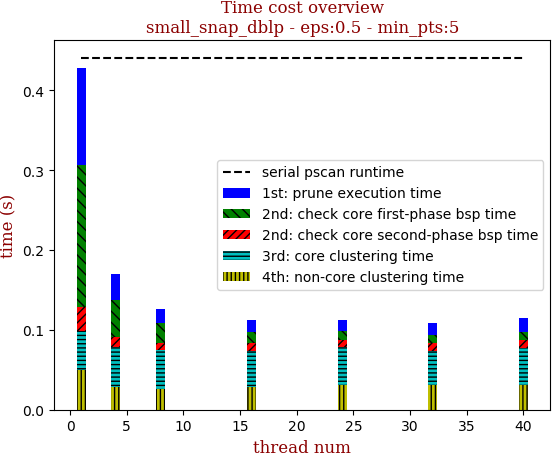 Time cost overview
small_snap_dblp - eps:0.5 - min_pts:5
time (s)
0.4
0.3
0.2
0.1
0.0
serial pscan runtime
1st: prune execution time
2nd: check core first-phase bsp time
2nd: check core second-phase bsp time
3rd: core clustering time
4th: non-core clustering time
0 5 10 15 20 25 30 35 40
thread num